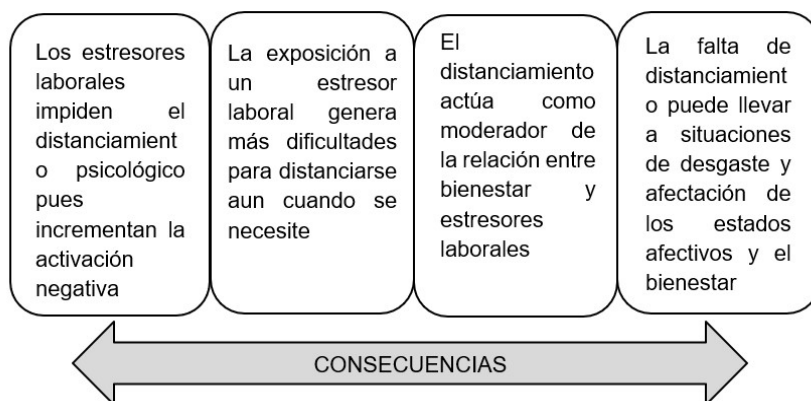 Los estresores
laborales
impiden el
distanciamient
o psicológico
pues
incrementan la
activación
negativa
La exposición a
un estresor
laboral genera
más dificultades
para distanciarse
aun cuando se
necesite
El
distanciamiento
actúa como
moderador de
la relación entre
bienestar y
estresores
laborales
La falta de
distanciamient
o puede llevar
a situaciones
de desgaste y
afectación de
los estados
afectivos y el
bienestar
CONSECUENCIAS